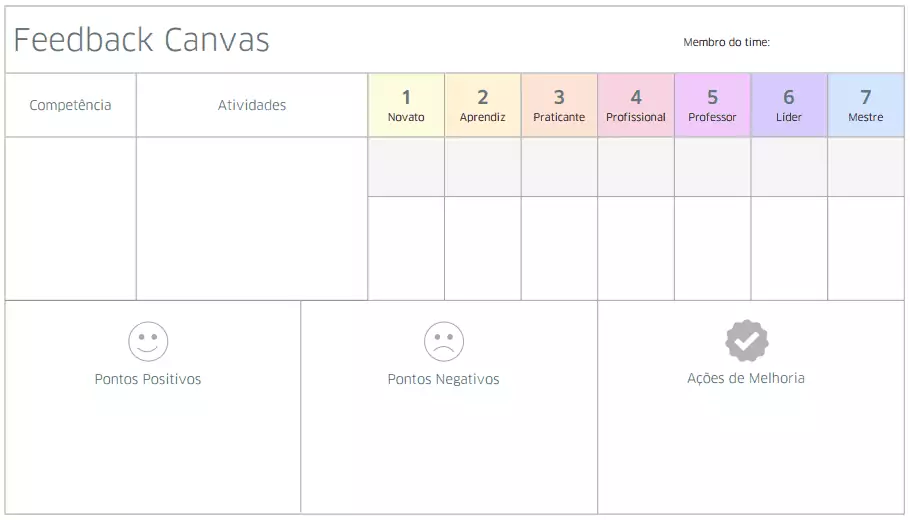 Feedback Canvas
Membro do time:
Competência
Atividades
1
Novato
2
Aprendiz
3
Praticante
4
Profissional
5
Professor
6
Líder
7
Mestre
Pontos Positivos
Pontos Negativos
Ações de Melhoria